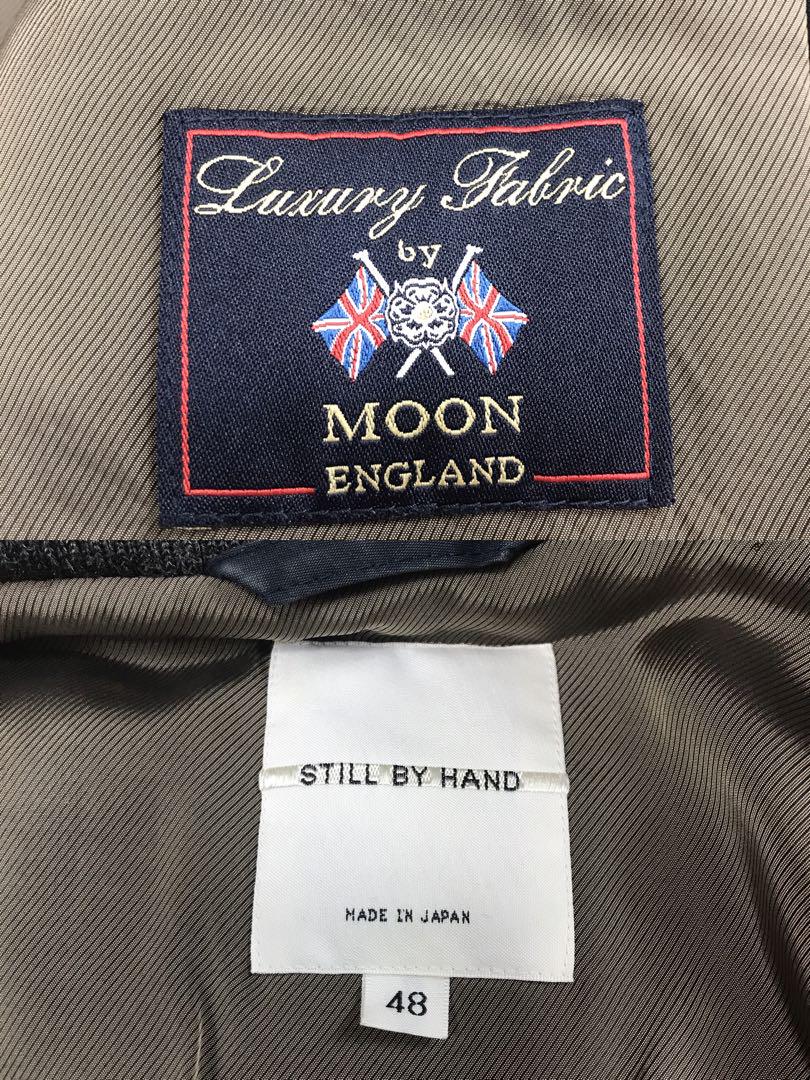 Luxury Fabric
by
MOON
ENGLAND
STILL BY HAND
MADE IN JAPAN
48